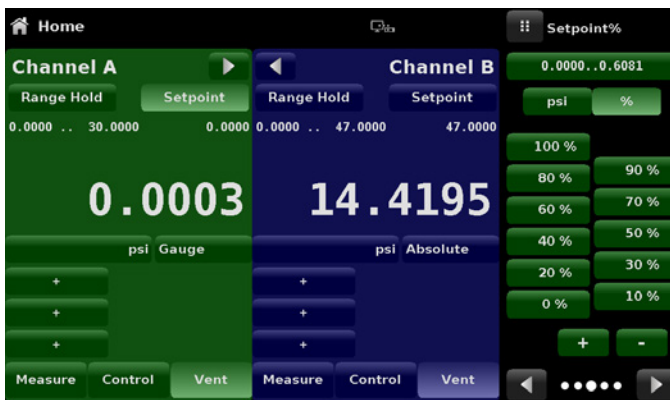 Home
Setpoint%
Channel A
Channel B
Range Hold Setpoint
Range Hold Setpoint
0.0000 .. 30.0000 0.0000
0.0000 .. 47.0000 47.0000
0.0003
14.4195
psi Gauge
psi Absolute
+
+
+
+
+
+
Measure Control Vent
Measure Control Vent
0.0000..0.6081
psi %
100 %
90 %
80 %
70 %
60 %
50 %
40 %
30 %
20 %
10 %
0 %
+ -